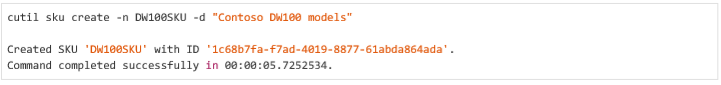 cutil sku create -n DW100SKU -d "Contoso DW100 models"
Created SKU 'DW100SKU' with ID '1c68b7fa-f7ad-4019-8877-61abda864ada'.
Command completed successfully in 00:00:05.7252534.